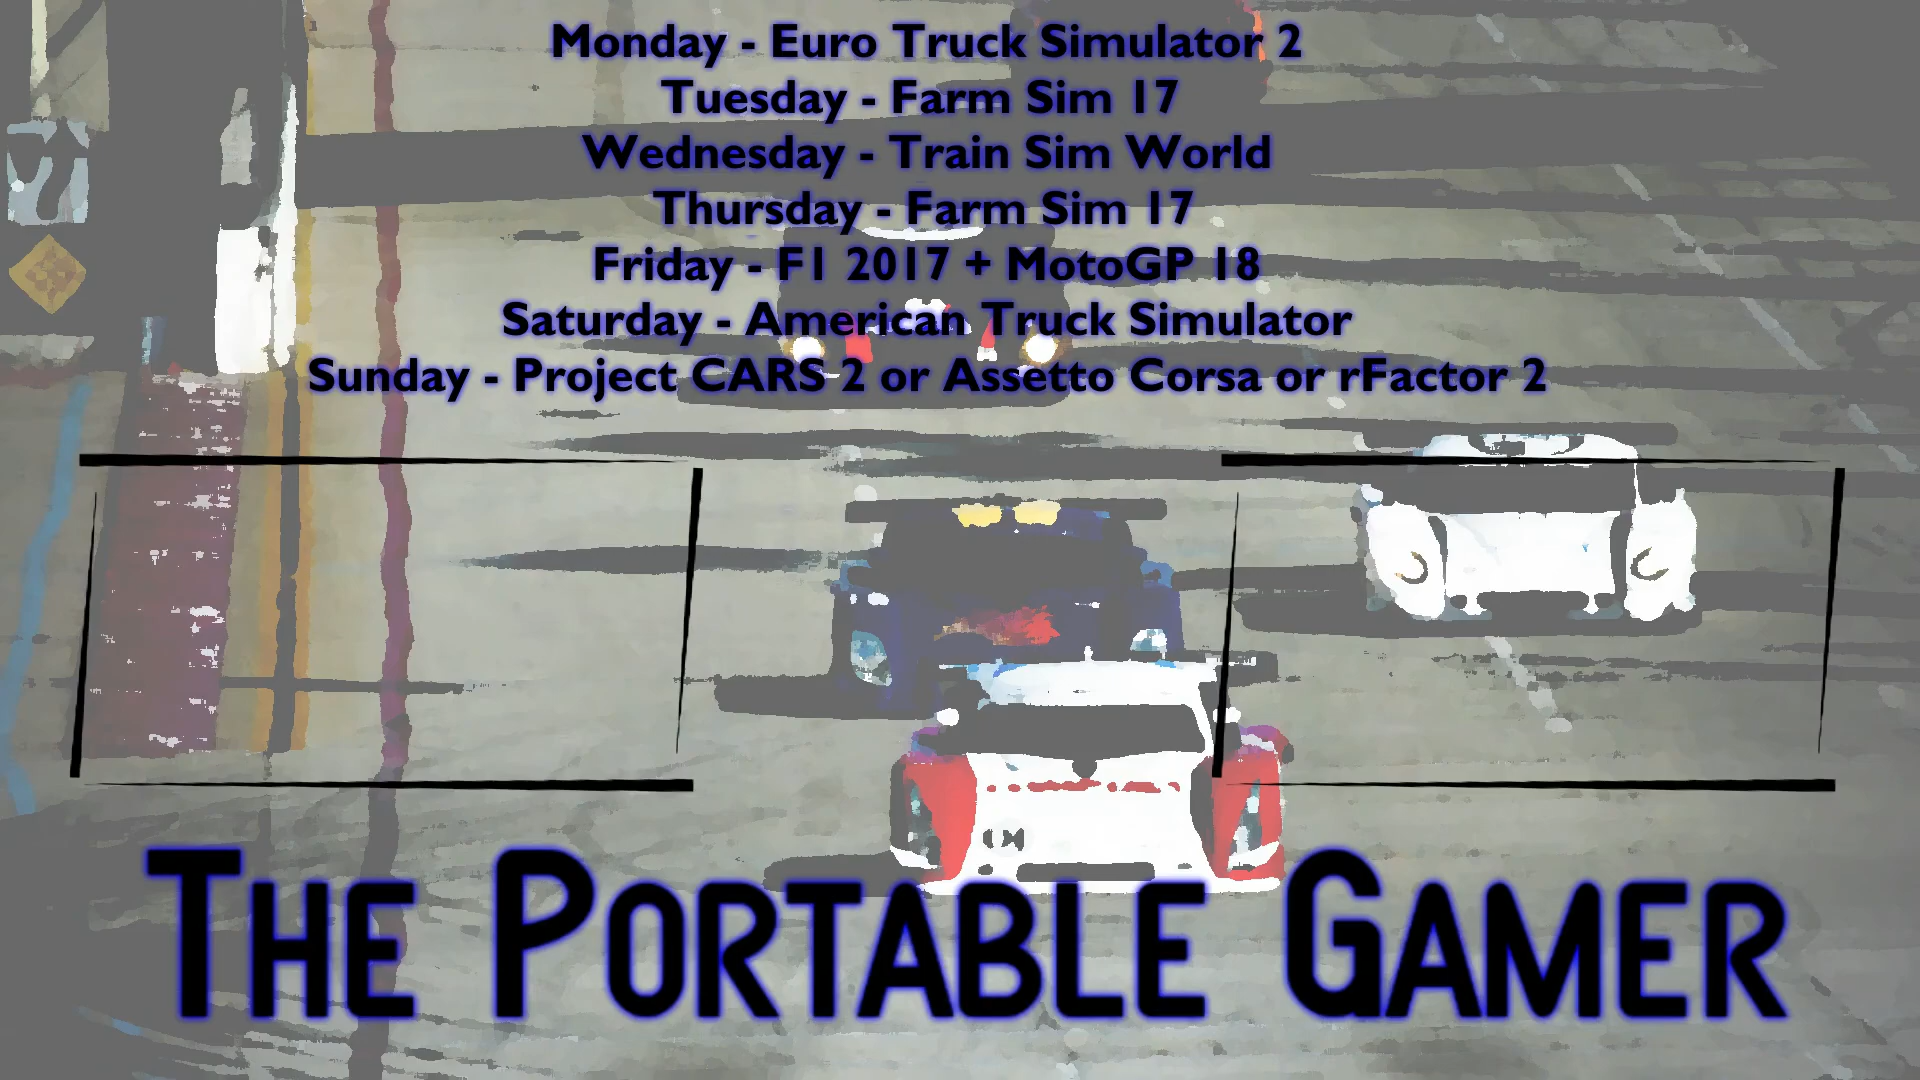 Monday - Euro Truck Simulator 2
Tuesday - Farm Sim 17
Wednesday - Train Sim World
Thursday - Farm Sim 17
Friday - F1 2017 + MotoGP 18
Saturday - American Truck Simulator
Sunday - Project CARS 2 or Assetto Corsa or rFactor 2
The Portable Gamer